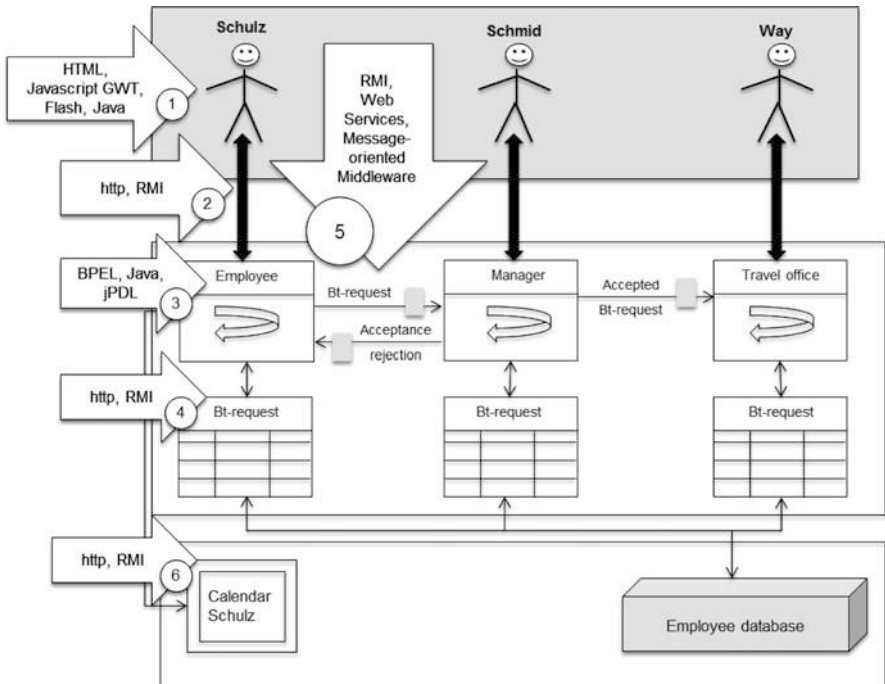 Schulz
Schmid
Way
HTML,
Javascript GWT,
Flash, Java
1
RMI,
Web
Services,
Message-
oriented
Middleware
http, RMI
2
5
BPEL, Java,
jPDL
3
Employee
Bt-request
Manager
Accepted
Bt-request
Travel office
Acceptance
rejection
http, RMI
4
Bt-request
Bt-request
Bt-request
http, RMI
6
Calendar
Schulz
Employee database